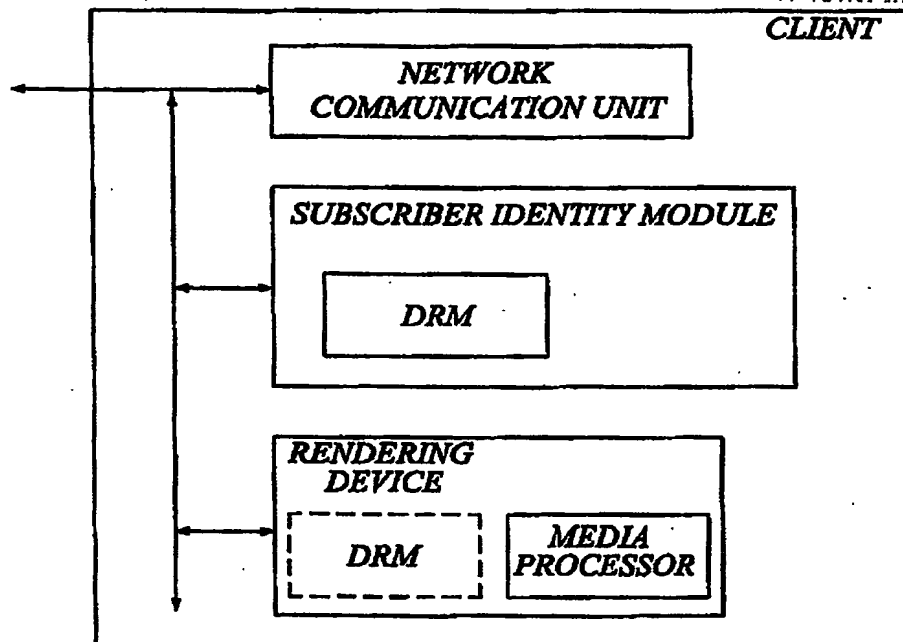 CLIENT
NETWORK
COMMUNICATION UNIT
SUBSCRIBER IDENTITY MODULE
DRM
RENDERING
DEVICE
DRM
MEDIA
PROCESSOR